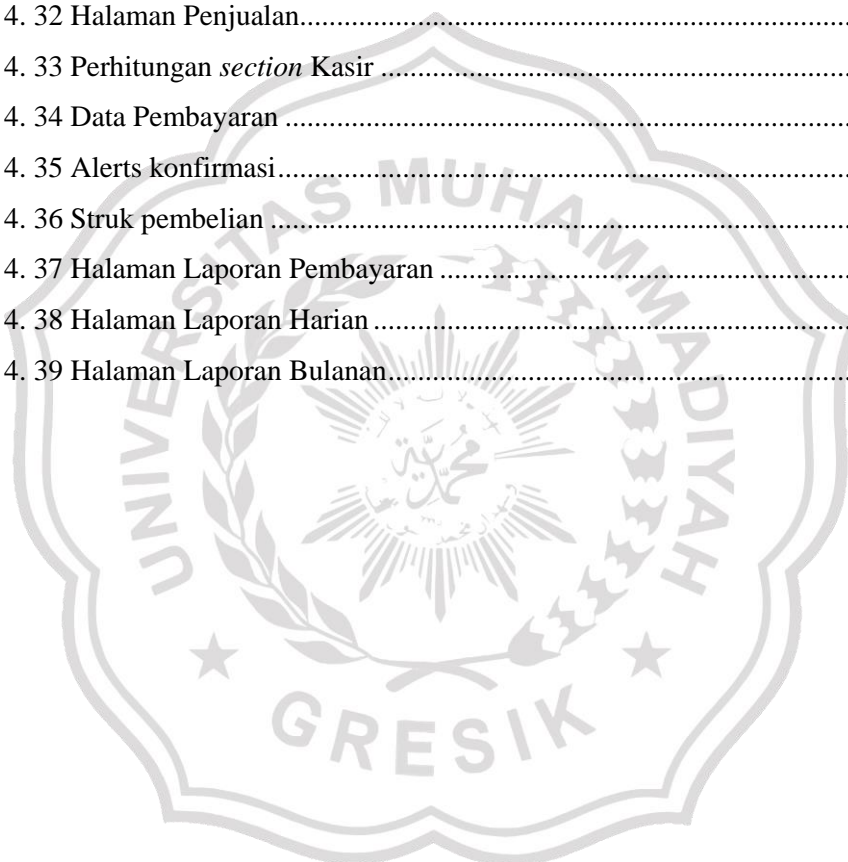 4. 32 Halaman Penjualan........................................................................
4. 33 Perhitungan section Kasir ..............................................................
4. 34 Data Pembayaran ...........................................................................
4. 35 Alerts konfirmasi............................................................................
4. 36 Struk pembelian .............................................................................
4. 37 Halaman Laporan Pembayaran ......................................................
4. 38 Halaman Laporan Harian ...............................................................
4. 39 Halaman Laporan Bulanan.............................................................
UNIVERSITAS MUHAMMADIYAH
GRESIK